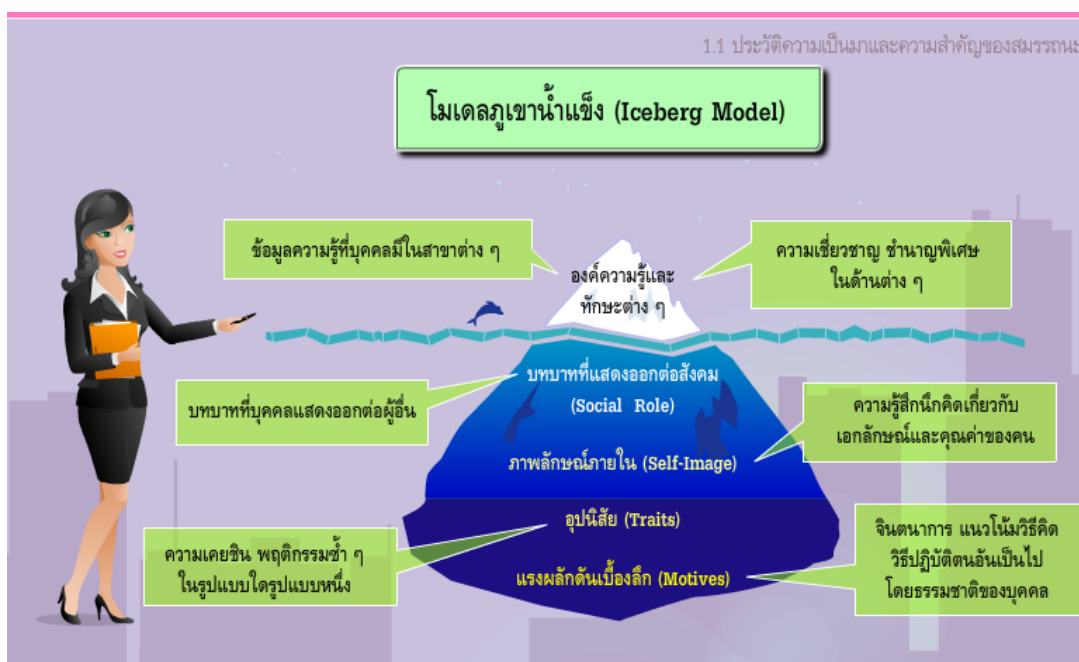 1.1 ประวัติความเป็นมาและความสำคัญของสมรรถนะ
โมเดลภูเขาน้ำแข็ง (Iceberg Model)
ข้อมูลความรู้ที่บุคคลมีในสาขาต่าง ๆ
องค์ความรู้และ
ทักษะต่าง ๆ
ความเชี่ยวชาญ ชำนาญพิเศษ
ในด้านต่าง ๆ
บทบาทที่แสดงออกต่อสังคม
(Social Role)
บทบาทที่บุคคลแสดงออกต่อผู้อื่น
ความรู้สึกนึกคิดเกี่ยวกับ
เอกลักษณ์และคุณค่าของคน
ภาพลักษณ์ภายใน (Self-Image)
อุปนิสัย (Traits)
ความเคยชิน พฤติกรรมซ้ำ ๆ
ในรูปแบบใดรูปแบบหนึ่ง
แรงผลักดันเบื้องลึก (Motives)
จินตนาการ แนวโน้มวิธีคิด
วิธีปฏิบัติตนอันเป็นไป
โดยธรรมชาติของบุคคล